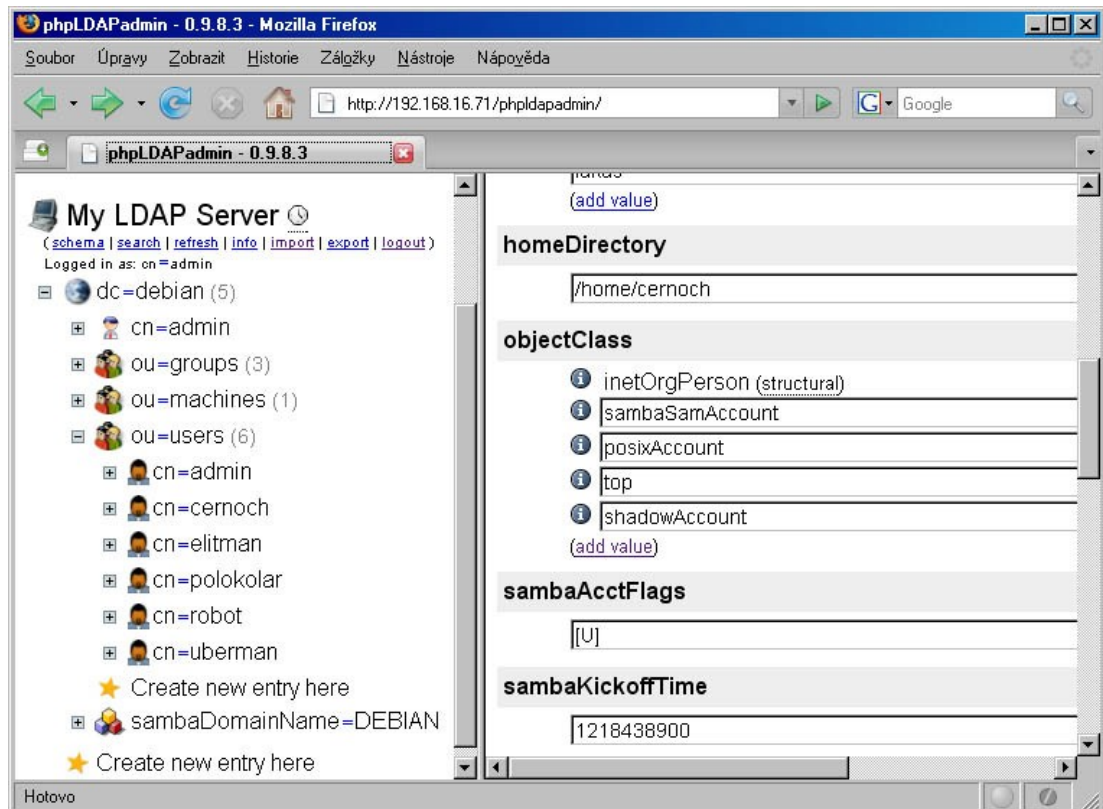 phpLDAPadmin - 0.9.8.3 - Mozilla Firefox
Soubor Úpravy Zobrazit Historie Záložky Nástroje Nápověda
http://192.168.16.71/phpldapadmin/
G Google
phpLDAPadmin - 0.9.8.3
My LDAP Server
( schema | search | refresh | info | import | export | logout )
Logged in as: cn=admin
dc=debian (5)
cn=admin
ou=groups (3)
ou=machines (1)
ou=users (6)
cn=admin
cn=cernoch
cn=elitman
cn=polokolar
cn=robot
cn=uberman
Create new entry here
sambaDomainName=DEBIAN
Create new entry here
(add value)
homeDirectory
/home/cernoch
objectClass
inetOrgPerson (structural)
sambaSamAccount
posixAccount
top
shadowAccount
(add value)
sambaAcctFlags
[U]
sambaKickoffTime
1218438900
Hotovo